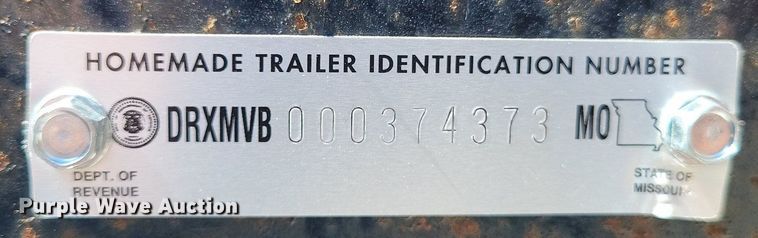 HOMEMADE TRAILER IDENTIFICATION NUMBER
DRXMVB 000374373 MO
DEPT. OF
REVENUE
STATE OF
MISSOURI
Purple Wave Auction